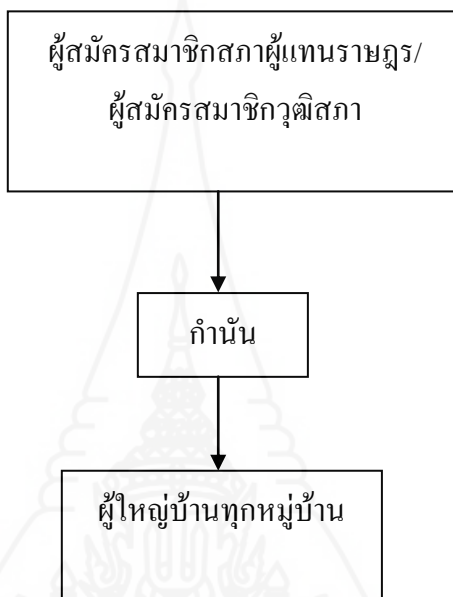 ผู้สมัครสมาชิกสภาผู้แทนราษฎร/
ผู้สมัครสมาชิกวุฒิสภา
กำนัน
ผู้ใหญ่บ้านทุกหมู่บ้าน